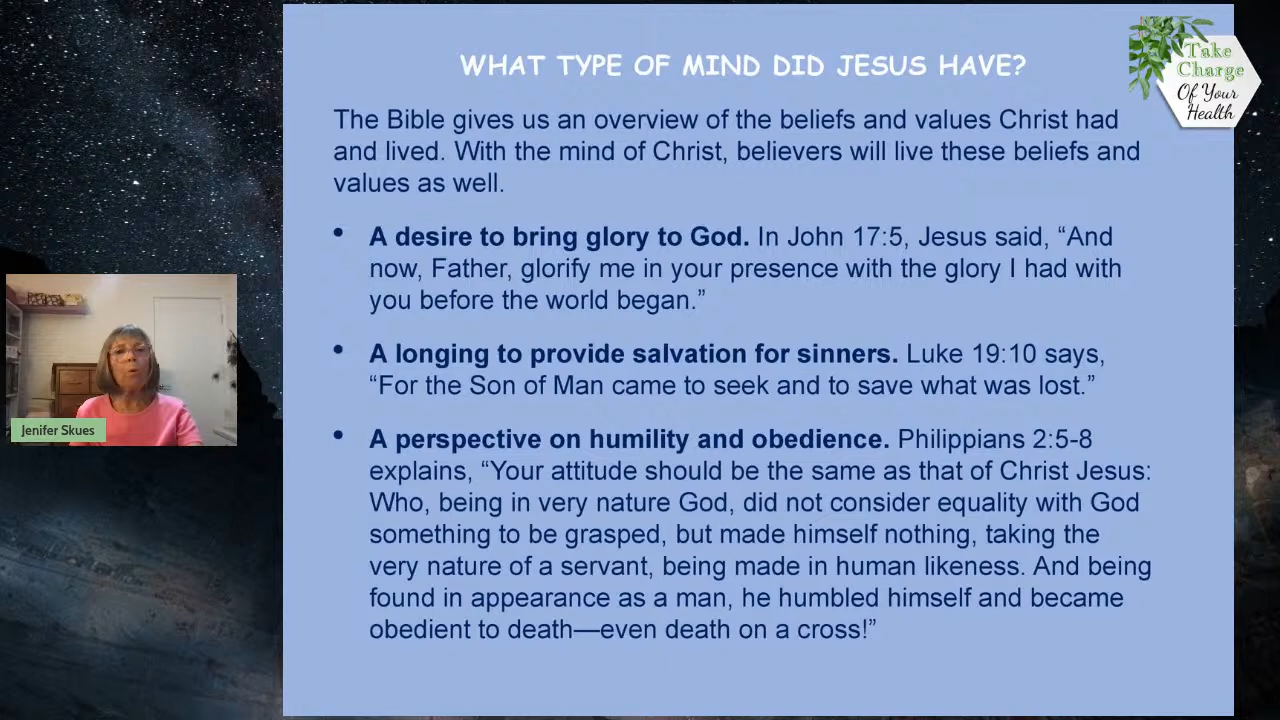 WHAT TYPE OF MIND DID JESUS HAVE?
Take
Charge
Of Your
Health
The Bible gives us an overview of the beliefs and values Christ had
and lived. With the mind of Christ, believers will live these beliefs and
values as well.
• A desire to bring glory to God. In John 17:5, Jesus said, “And
now, Father, glorify me in your presence with the glory I had with
you before the world began.”
• A longing to provide salvation for sinners. Luke 19:10 says,
“For the Son of Man came to seek and to save what was lost.”
• A perspective on humility and obedience. Philippians 2:5-8
explains, “Your attitude should be the same as that of Christ Jesus:
Who, being in very nature God, did not consider equality with God
something to be grasped, but made himself nothing, taking the
very nature of a servant, being made in human likeness. And being
found in appearance as a man, he humbled himself and became
obedient to death—even death on a cross!”
Jenifer Skues